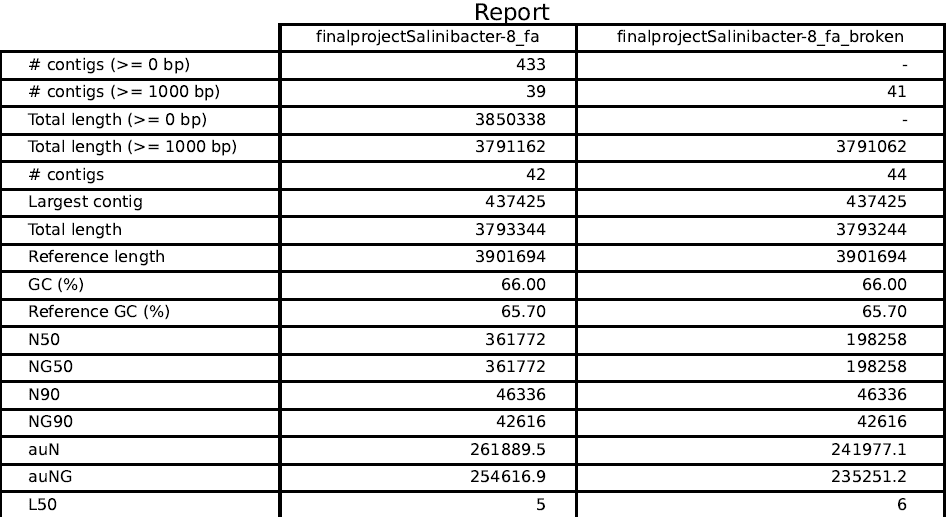 Report
finalprojectSalinibacter-8_fa finalprojectSalinibacter-8_fa_broken
# contigs (>= 0 bp) 433 -
# contigs (>= 1000 bp) 39 41
Total length (>= 0 bp) 3850338 -
Total length (>= 1000 bp) 3791162 3791062
# contigs 42 44
Largest contig 437425 437425
Total length 3793344 3793244
Reference length 3901694 3901694
GC (%) 66.00 66.00
Reference GC (%) 65.70 65.70
N50 361772 198258
NG50 361772 198258
N90 46336 46336
NG90 42616 42616
auN 261889.5 241977.1
auNG 254616.9 235251.2
L50 5 6